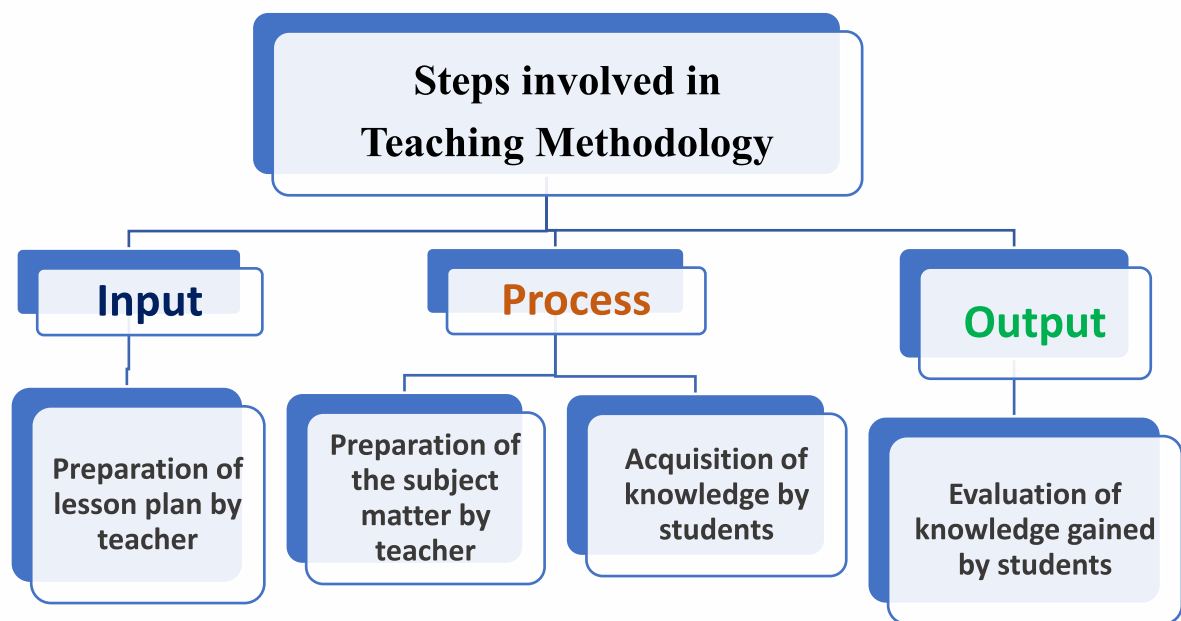 Steps involved in
Teaching Methodology
Input
Process
Output
Preparation of
lesson plan by
teacher
Preparation of
the subject
matter by
teacher
Acquisition of
knowledge by
students
Evaluation of
knowledge gained
by students